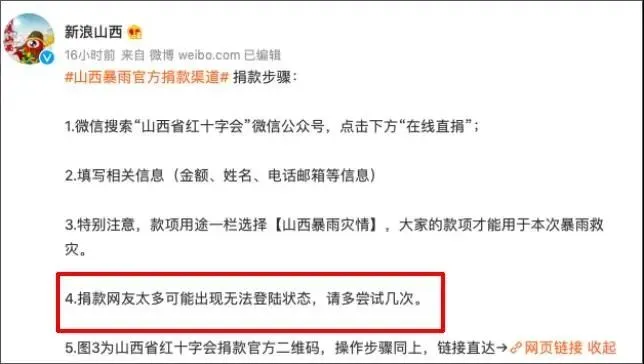 新浪山西
16小时前 来自 微博 weibo.com 已编辑
#山西暴雨官方捐款渠道# 捐款步骤：
1.微信搜索“山西省红十字会”微信公众号，点击下方“在线直捐”；
2.填写相关信息（金额、姓名、电话邮箱等信息）
3.特别注意，款项用途一栏选择【山西暴雨灾情】，大家的款项才能用于本次暴雨救
灾。
4.捐款网友太多可能出现无法登陆状态，请多尝试几次。
5.图3为山西省红十字会捐款官方二维码，操作步骤同上，链接直达→网页链接 收起